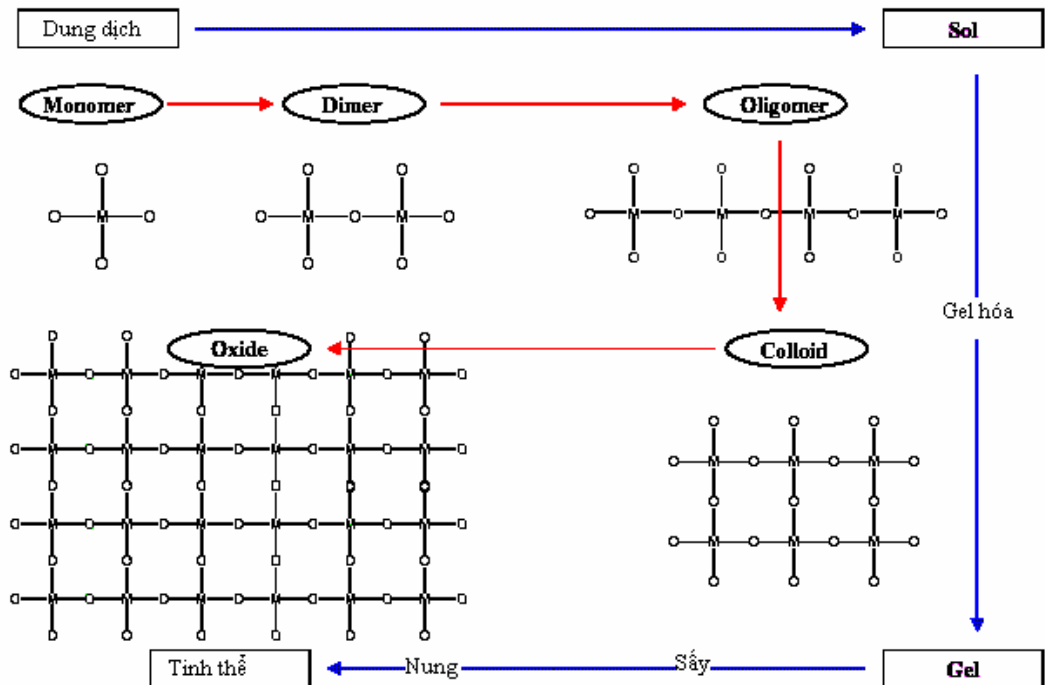 Dung dịch
Sol
Monomer
Dimer
Oligomer
O
O M O
O
O O
O M O M O
O O
O O O O
O M O M O M O M O
O O O O
Gel hóa
Oxide
Colloid
O O O O
O M O M O M O M O M O M O
O O O O O O
O M O M O M O M O M O M O
O O O O O O
O M O M O M O M O M O M O
O O O O O O
O M O M O M O M O M O M O
O O O O O O
O O O
O M O M O M O
O O O
O M O M O M O
O O O
Tinh thể
Nung
Sấy
Gel